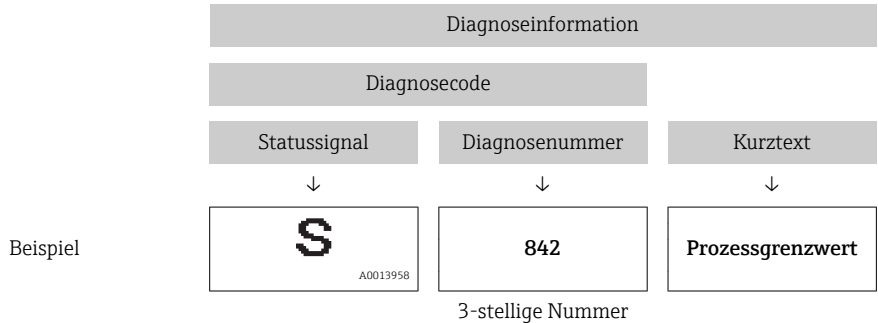 Diagnoseinformation
Diagnosecode
Statussignal Diagnosenummer Kurztext
↓ ↓ ↓
Beispiel S 842 Prozessgrenzwert
A0013958
3-stellige Nummer